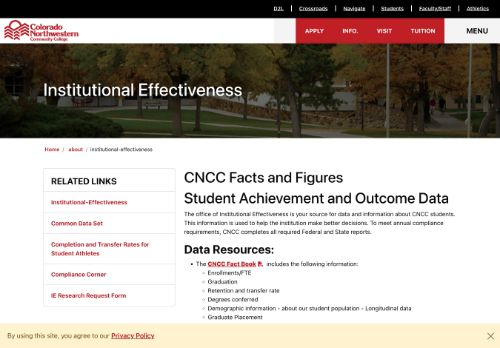 D2L | Crossroads | Navigate | Students | Faculty/Staff | Athletics
Colorado
Northwestern
Community College
APPLY INFO. VISIT TUITION MENU
Institutional Effectiveness
Home / about / institutional-effectiveness
RELATED LINKS
Institutional-Effectiveness
Common Data Set
Completion and Transfer Rates for
Student Athletes
Compliance Corner
IE Research Request Form
CNCC Facts and Figures
Student Achievement and Outcome Data
The office of Institutional Effectiveness is your source for data and information about CNCC students.
This information is used to help the institution make better decisions. To meet annual compliance
requirements, CNCC completes all required Federal and State reports.
Data Resources:
• The CNCC Fact Book includes the following information:
○ Enrollments/FTE
○ Graduation
○ Retention and transfer rate
○ Degrees conferred
○ Demographic information - about our student population - Longitudinal data
○ Graduate Placement
By using this site, you agree to our Privacy Policy